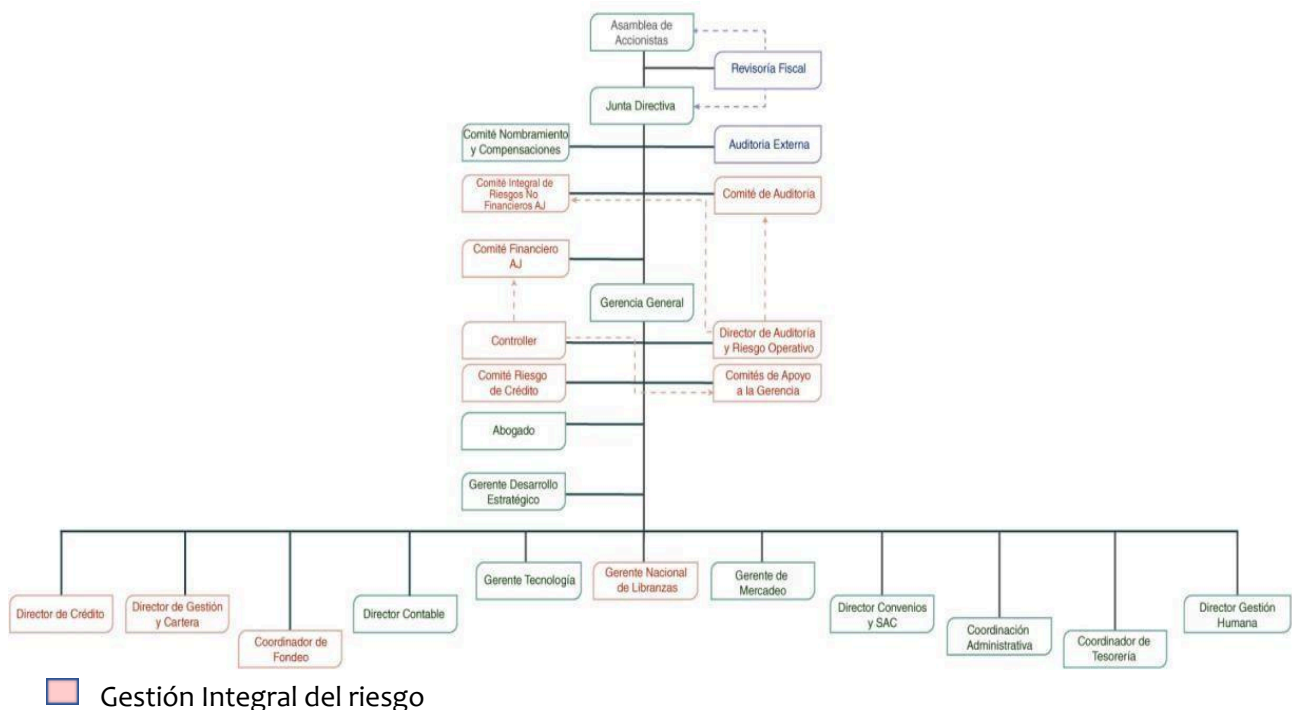 Asamblea de
Accionistas
Revisoría Fiscal
Junta Directiva
Comité Nombramiento
y Compensaciones
Auditoria Externa
Comité Integral de
Riesgos No
Financieros AJ
Comité de Auditoría
Comité Financiero
AJ
Gerencia General
Controller
Director de Auditoría
y Riesgo Operativo
Comité Riesgo
de Crédito
Comités de Apoyo
a la Gerencia
Abogado
Gerente Desarrollo
Estratégico
Director de Crédito
Director de Gestión
y Cartera
Coordinador de
Fondeo
Director Contable
Gerente Tecnología
Gerente Nacional
de Libranzas
Gerente de
Mercadeo
Director Convenios
y SAC
Coordinación
Administrativa
Coordinador de
Tesorería
Director Gestión
Humana
Gestión Integral del riesgo